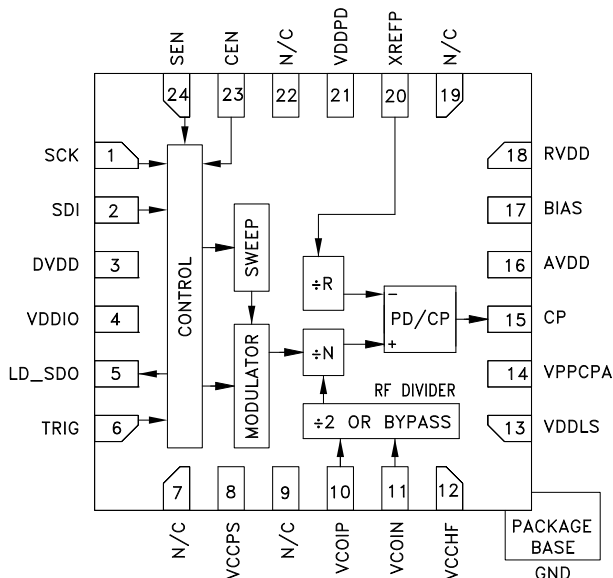 SEN
CEN
N/C
VDDPD
XREFP
N/C
24
23
22
21
20
19
SCK
1
18
RVDD
SDI
2
17
BIAS
DVDD
3
16
AVDD
VDDIO
4
15
CP
LD_SDO
5
14
VPPCPA
TRIG
6
13
VDDLS
CONTROL
SWEEP
MODULATOR
÷R
÷N
−
PD/CP
+
RF DIVIDER
÷2 OR BYPASS
7
8
9
10
11
12
N/C
VCCPS
N/C
VCOIP
VCOIN
VCCHF
PACKAGE
BASE
GND